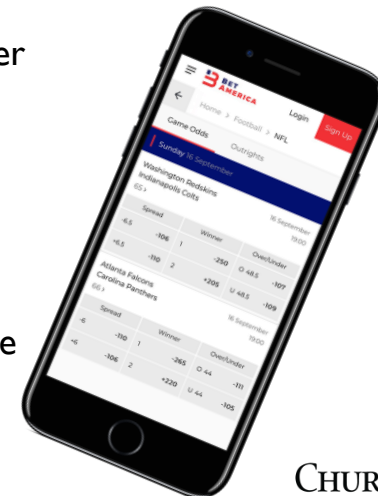 er
e
BET
AMERICA
Login
Sign Up
Home > Football > NFL
Game Odds
Outrights
Sunday 16 September
Washington Redskins
Indianapolis Colts
65 >
16 September
19:00
Spread
Winner
Over/Under
-6.5 -106 1 -250 O 48.5 -107
+6.5 -110 2 +205 U 48.5 -109
Atlanta Falcons
Carolina Panthers
66 >
16 September
19:00
Spread
Winner
Over/Under
-6 -110 1 -265 O 44 -111
+6 -106 2 +220 U 44 -105
CHUR